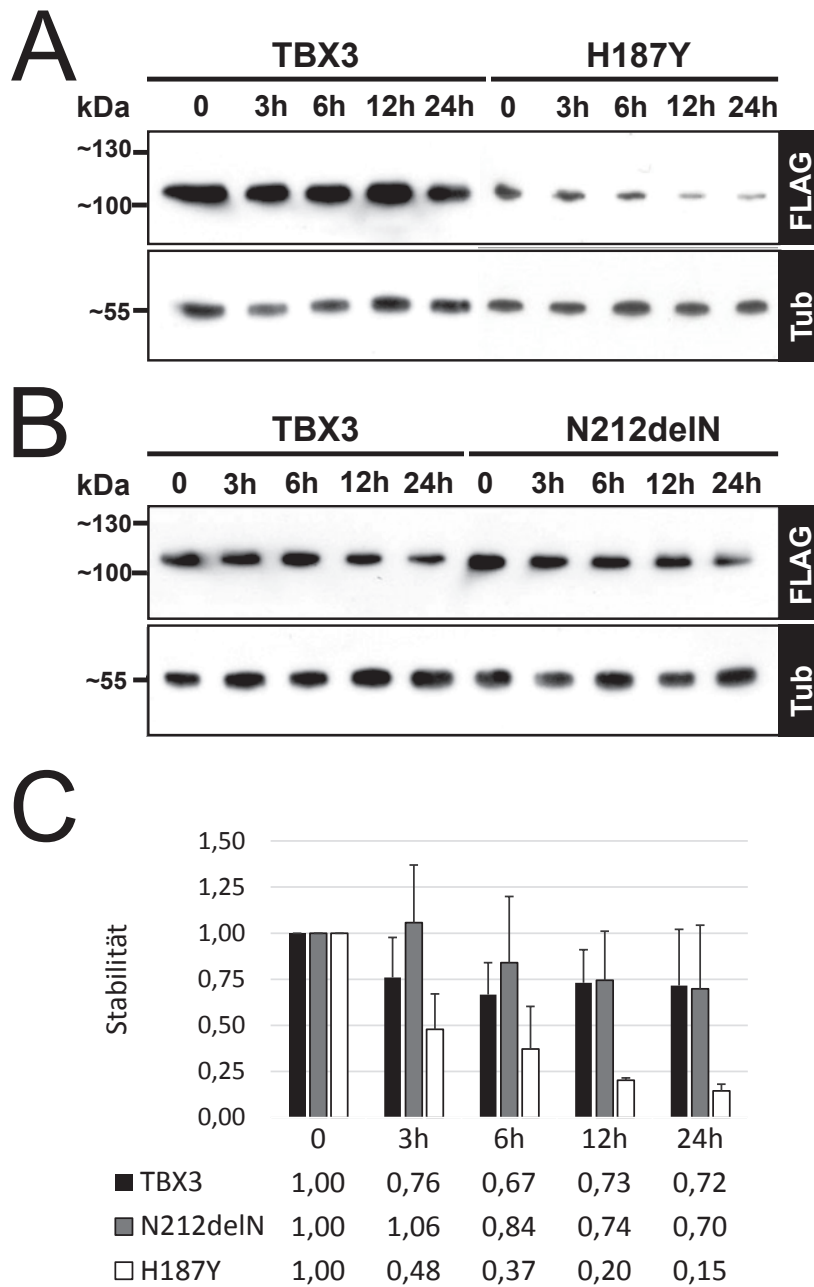 A
TBX3 H187Y
kDa 0 3h 6h 12h 24h 0 3h 6h 12h 24h
~130
~100
FLAG
~55
Tub
B
TBX3 N212delN
kDa 0 3h 6h 12h 24h 0 3h 6h 12h 24h
~130
~100
FLAG
~55
Tub
C
Stabilität
1,50
1,25
1,00
0,75
0,50
0,25
0,00
0 3h 6h 12h 24h
TBX3 1,00 0,76 0,67 0,73 0,72
N212delN 1,00 1,06 0,84 0,74 0,70
H187Y 1,00 0,48 0,37 0,20 0,15